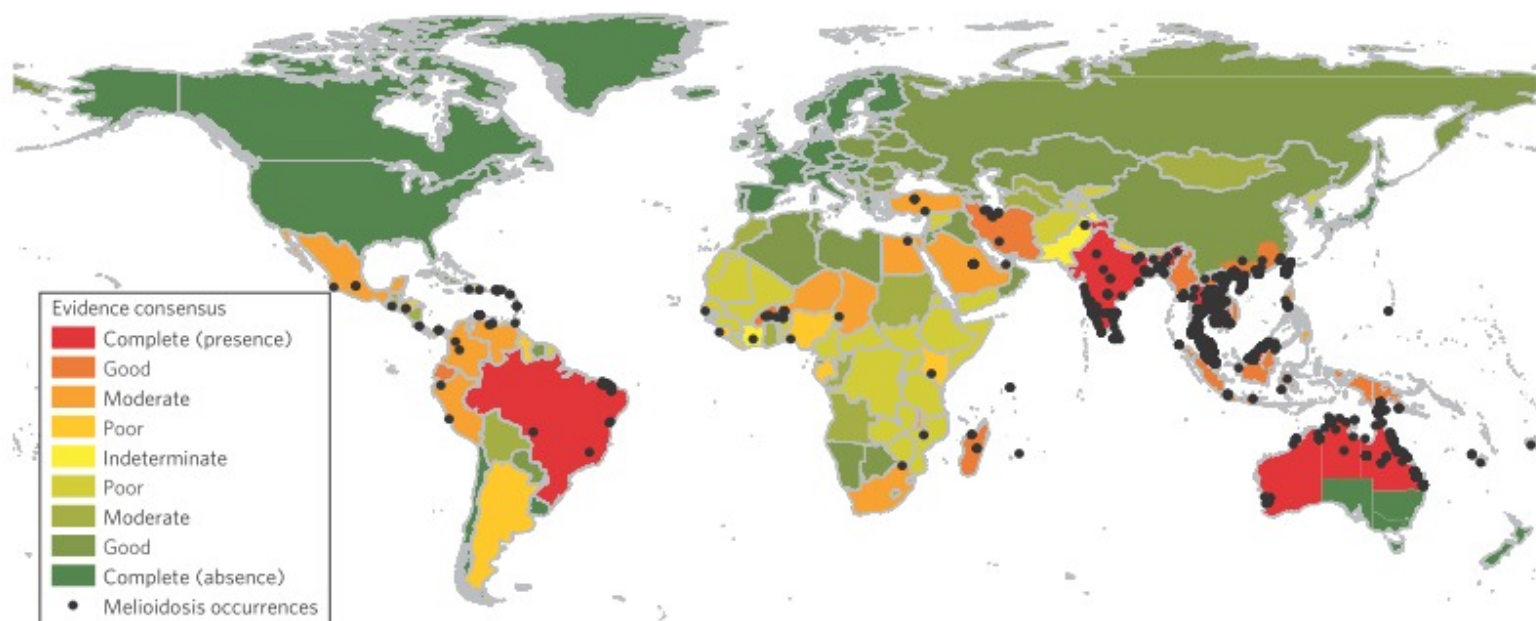 Evidence consensus
Complete (presence)
Good
Moderate
Poor
Indeterminate
Poor
Moderate
Good
Complete (absence)
Melioidosis occurrences